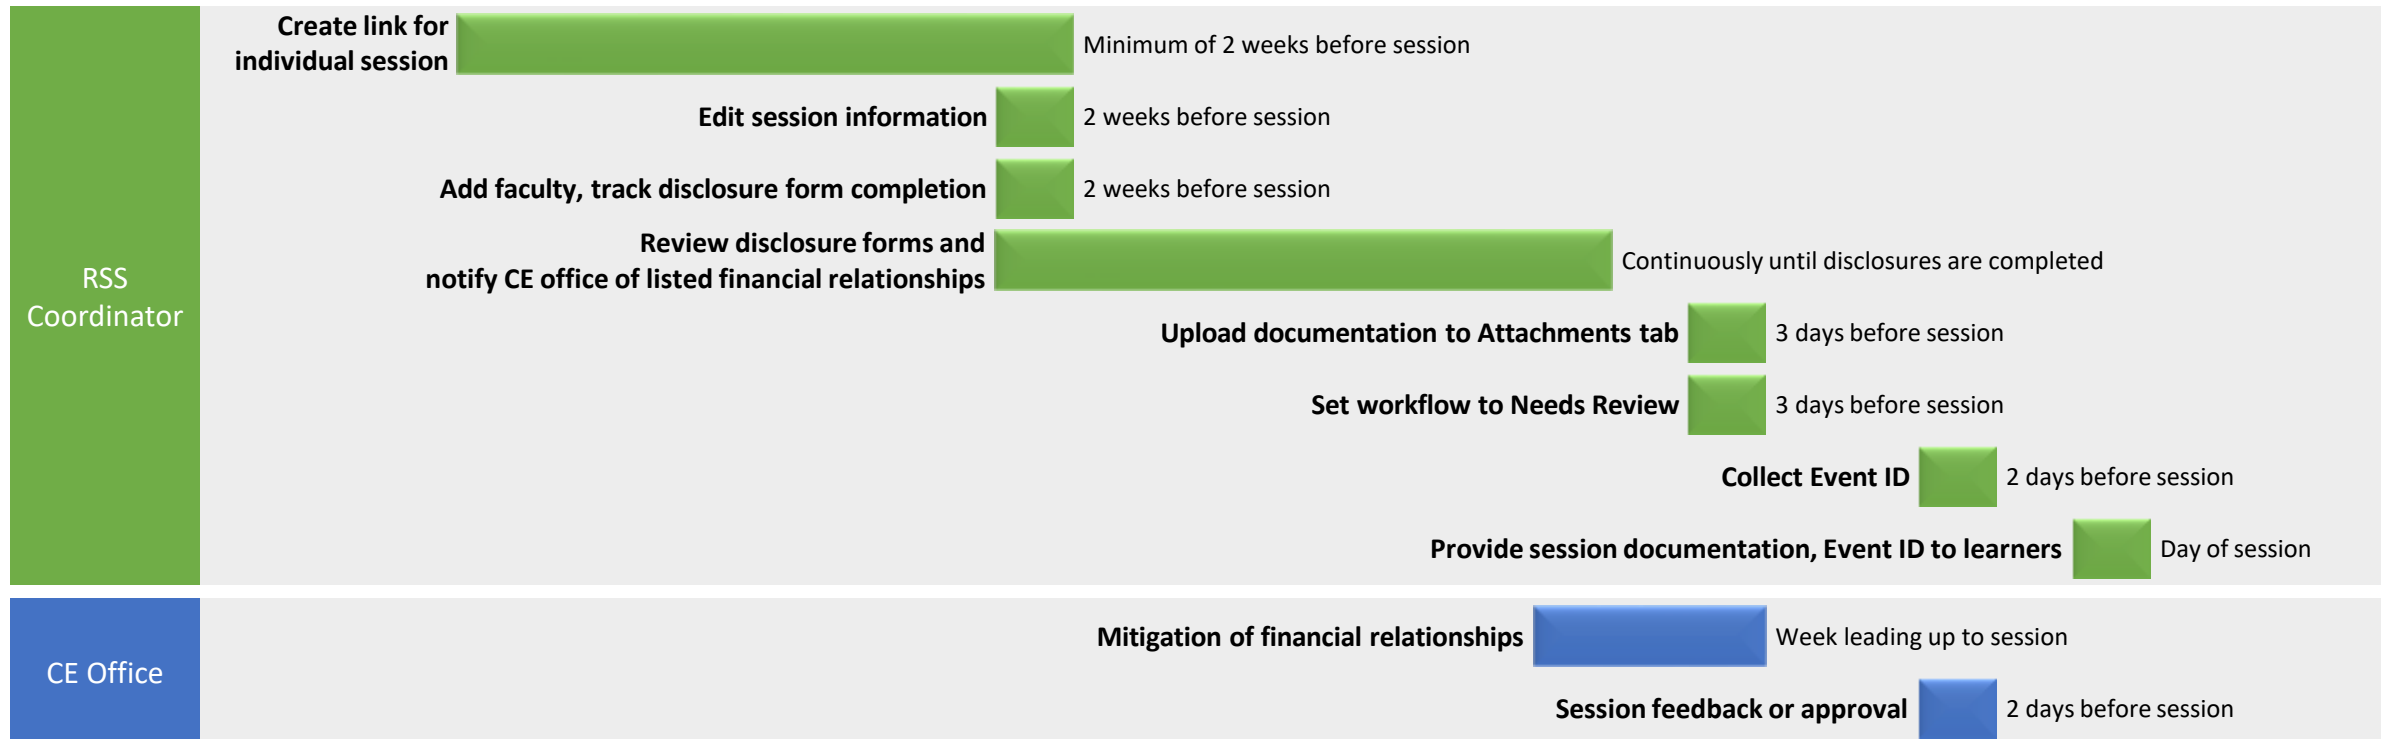 RSS
Coordinator
Create link for
individual session
Minimum of 2 weeks before session
Edit session information
2 weeks before session
Add faculty, track disclosure form completion
2 weeks before session
Review disclosure forms and
notify CE office of listed financial relationships
Continuously until disclosures are completed
Upload documentation to Attachments tab
3 days before session
Set workflow to Needs Review
3 days before session
Collect Event ID
2 days before session
Provide session documentation, Event ID to learners
Day of session
CE Office
Mitigation of financial relationships
Week leading up to session
Session feedback or approval
2 days before session